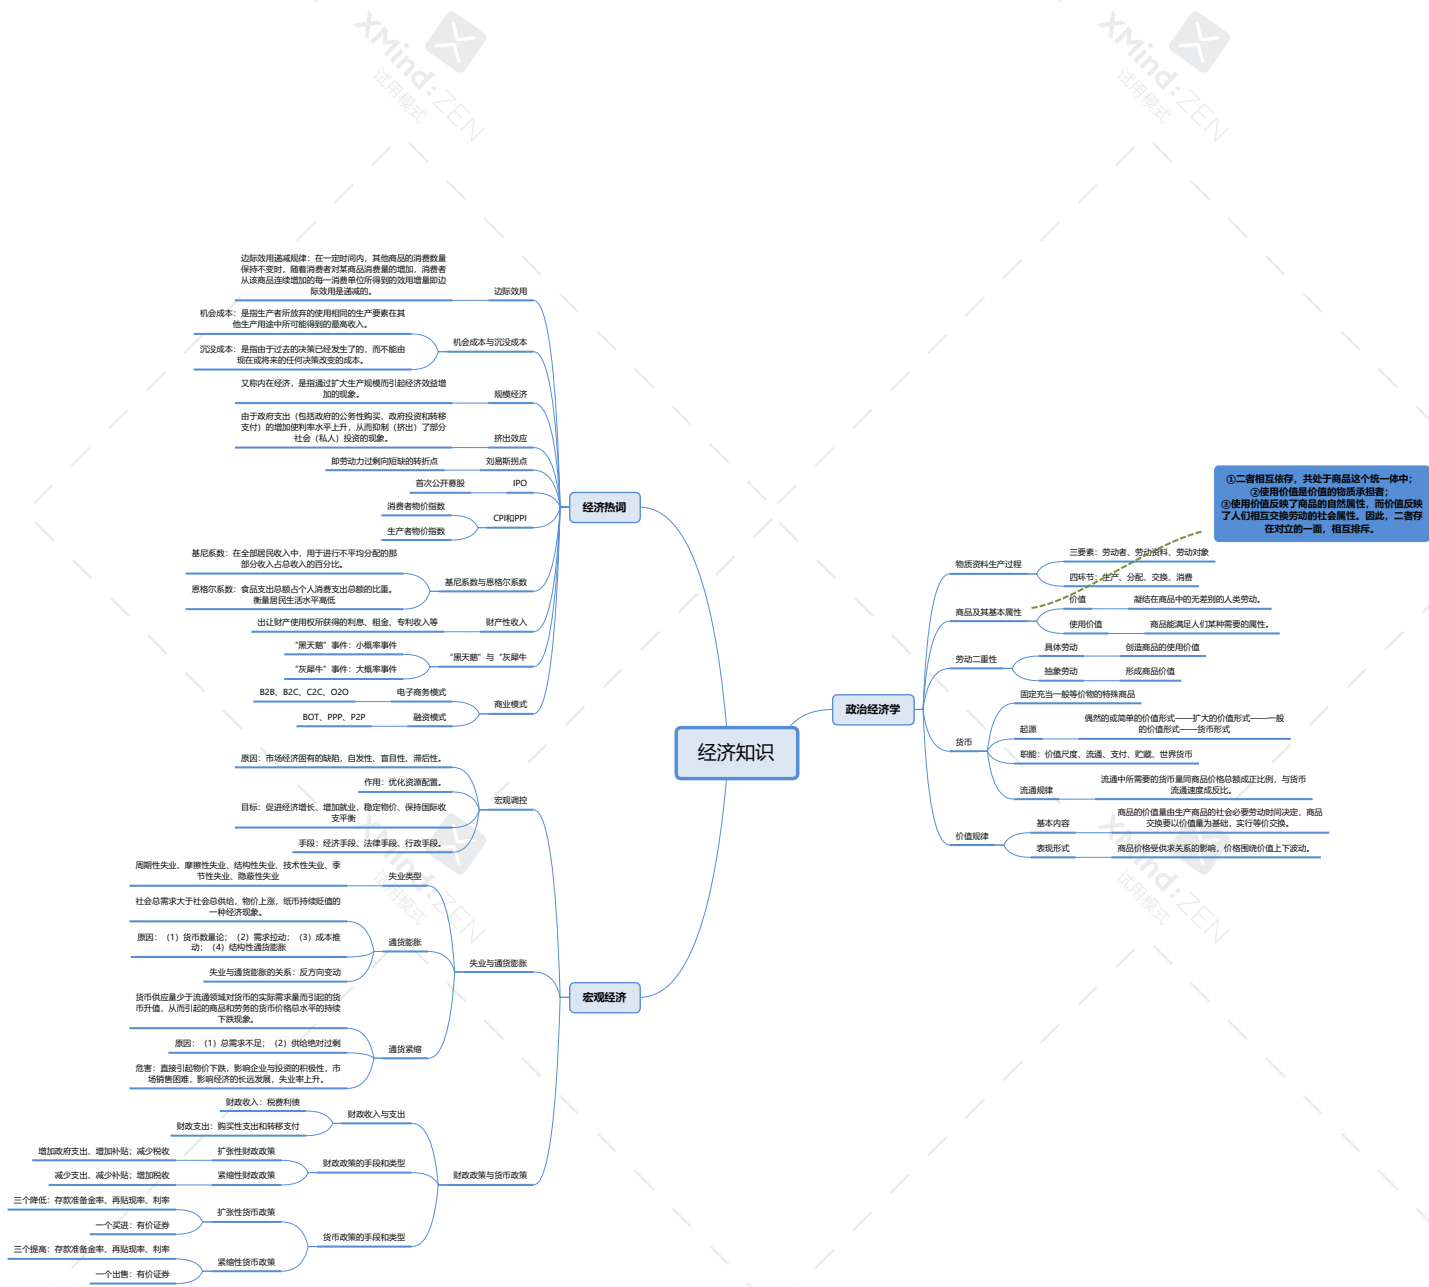 XMind:ZEN
试用模式
XMind:ZEN
试用模式
经济知识
经济热词
边际效用
边际效用递减规律：在一定时间内，其他商品的消费数量
保持不变时，随着消费者对某商品消费量的增加，消费者
从该商品连续增加的每一消费单位所得到的效用增量即边
际效用是递减的。
机会成本与沉没成本
机会成本：是指生产者所放弃的使用相同的生产要素在其
他生产用途中所可能得到的最高收入。
沉没成本：是指由于过去的决策已经发生了的，而不能由
现在或将来的任何决策改变的成本。
规模经济
又称内在经济，是指通过扩大生产规模而引起经济效益增
加的现象。
挤出效应
由于政府支出（包括政府的公务性购买、政府投资和转移
支付）的增加使利率水平上升，从而抑制（挤出）了部分
社会（私人）投资的现象。
刘易斯拐点
即劳动力过剩向短缺的转折点
IPO
首次公开募股
CPI和PPI
消费者物价指数
生产者物价指数
基尼系数与恩格尔系数
基尼系数：在全部居民收入中，用于进行不平均分配的那
部分收入占总收入的百分比。
恩格尔系数：食品支出总额占个人消费支出总额的比重。
衡量居民生活水平高低
财产性收入
出让财产使用权所获得的利息、租金、专利收入等
“黑天鹅”与“灰犀牛
“黑天鹅”事件：小概率事件
“灰犀牛”事件：大概率事件
商业模式
电子商务模式
B2B、B2C、C2C、O2O
融资模式
BOT、PPP、P2P
宏观经济
宏观调控
原因：市场经济固有的缺陷，自发性、盲目性、滞后性。
作用：优化资源配置。
目标：促进经济增长、增加就业、稳定物价、保持国际收
支平衡
手段：经济手段、法律手段、行政手段。
失业与通货膨胀
失业类型
周期性失业、摩擦性失业、结构性失业、技术性失业、季
节性失业、隐蔽性失业
通货膨胀
社会总需求大于社会总供给，物价上涨，纸币持续贬值的
一种经济现象。
原因：（1）货币数量论；（2）需求拉动；（3）成本推
动；（4）结构性通货膨胀
失业与通货膨胀的关系：反方向变动
通货紧缩
货币供应量少于流通领域对货币的实际需求量而引起的货
币升值，从而引起的商品和劳务的货币价格总水平的持续
下跌现象。
原因：（1）总需求不足；（2）供给绝对过剩
危害：直接引起物价下跌，影响企业与投资的积极性，市
场销售困难，影响经济的长远发展，失业率上升。
财政政策与货币政策
财政收入与支出
财政收入：税费利债
财政支出：购买性支出和转移支付
财政政策的手段和类型
扩张性财政政策
增加政府支出、增加补贴；减少税收
紧缩性财政政策
减少支出、减少补贴；增加税收
货币政策的手段和类型
扩张性货币政策
三个降低：存款准备金率、再贴现率、利率
一个买进：有价证券
紧缩性货币政策
三个提高：存款准备金率、再贴现率、利率
一个出售：有价证券
政治经济学
物质资料生产过程
三要素：劳动者、劳动资料、劳动对象
四环节：生产、分配、交换、消费
商品及其基本属性
①二者相互依存，共处于商品这个统一体中；
②使用价值是价值的物质承担者；
③使用价值反映了商品的自然属性，而价值反映
了人们相互交换劳动的社会属性。因此，二者存
在对立的一面，相互排斥。
价值
凝结在商品中的无差别的人类劳动。
使用价值
商品能满足人们某种需要的属性。
劳动二重性
具体劳动
创造商品的使用价值
抽象劳动
形成商品价值
货币
固定充当一般等价物的特殊商品
起源
偶然的或简单的价值形式——扩大的价值形式——一般
的价值形式——货币形式
职能：价值尺度、流通、支付、贮藏、世界货币
流通规律
流通中所需要的货币量同商品价格总额成正比例，与货币
流通速度成反比。
价值规律
基本内容
商品的价值量由生产商品的社会必要劳动时间决定，商品
交换要以价值量为基础，实行等价交换。
表现形式
商品价格受供求关系的影响，价格围绕价值上下波动。
XMind:ZEN
试用模式
XMind:ZEN
试用模式